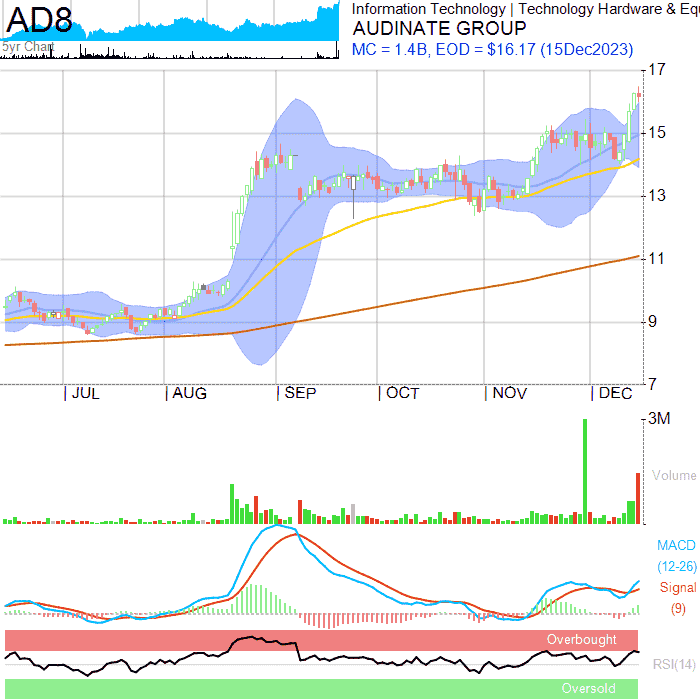 AD8
5yr Chart
Information Technology | Technology Hardware & Equ
AUDINATE GROUP
MC = 1.4B, EOD = $16.17 (15Dec2023)
17
15
13
11
9
7
| JUL | AUG | SEP | OCT | NOV | DEC
3M
Volume
MACD
(12-26)
Signal
(9)
Overbought
RSI(14)
Oversold